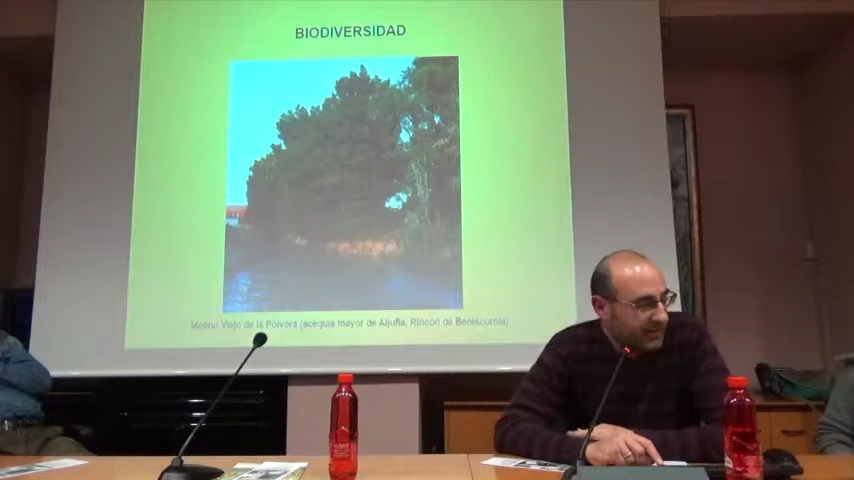 BIODIVERSIDAD
Molino Viejo de la Pólvora (acequia mayor de Aljufía, Rincón de Beniscornia)